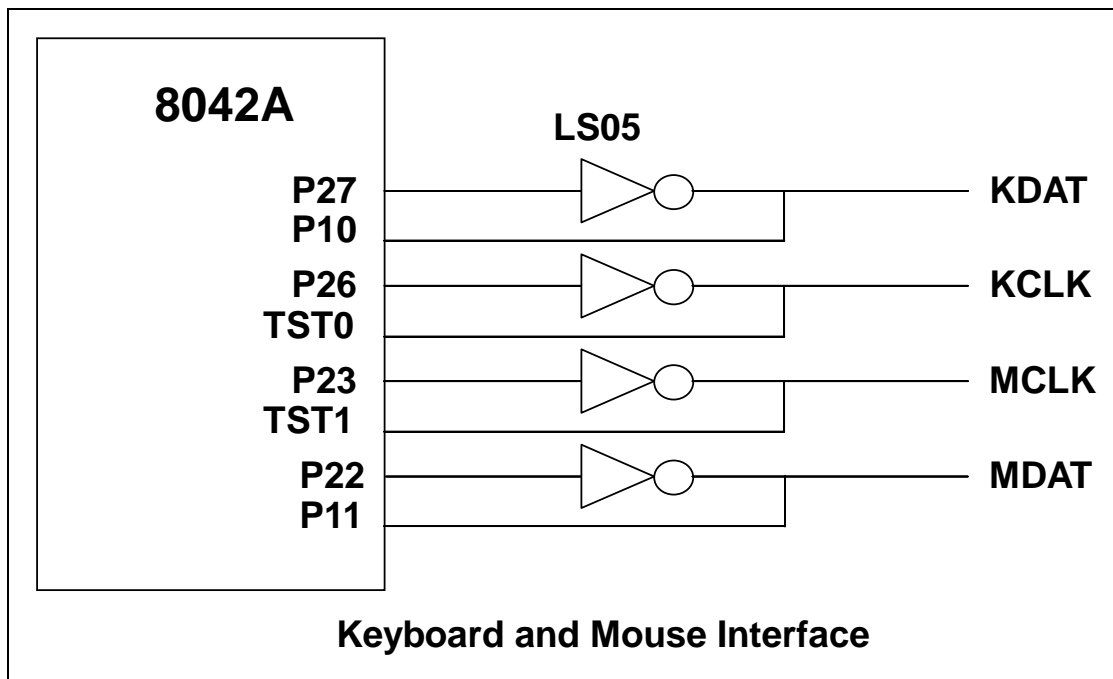 8042A
LS05
P27
KDAT
P10
P26
KCLK
TST0
P23
MCLK
TST1
P22
MDAT
P11
Keyboard and Mouse Interface